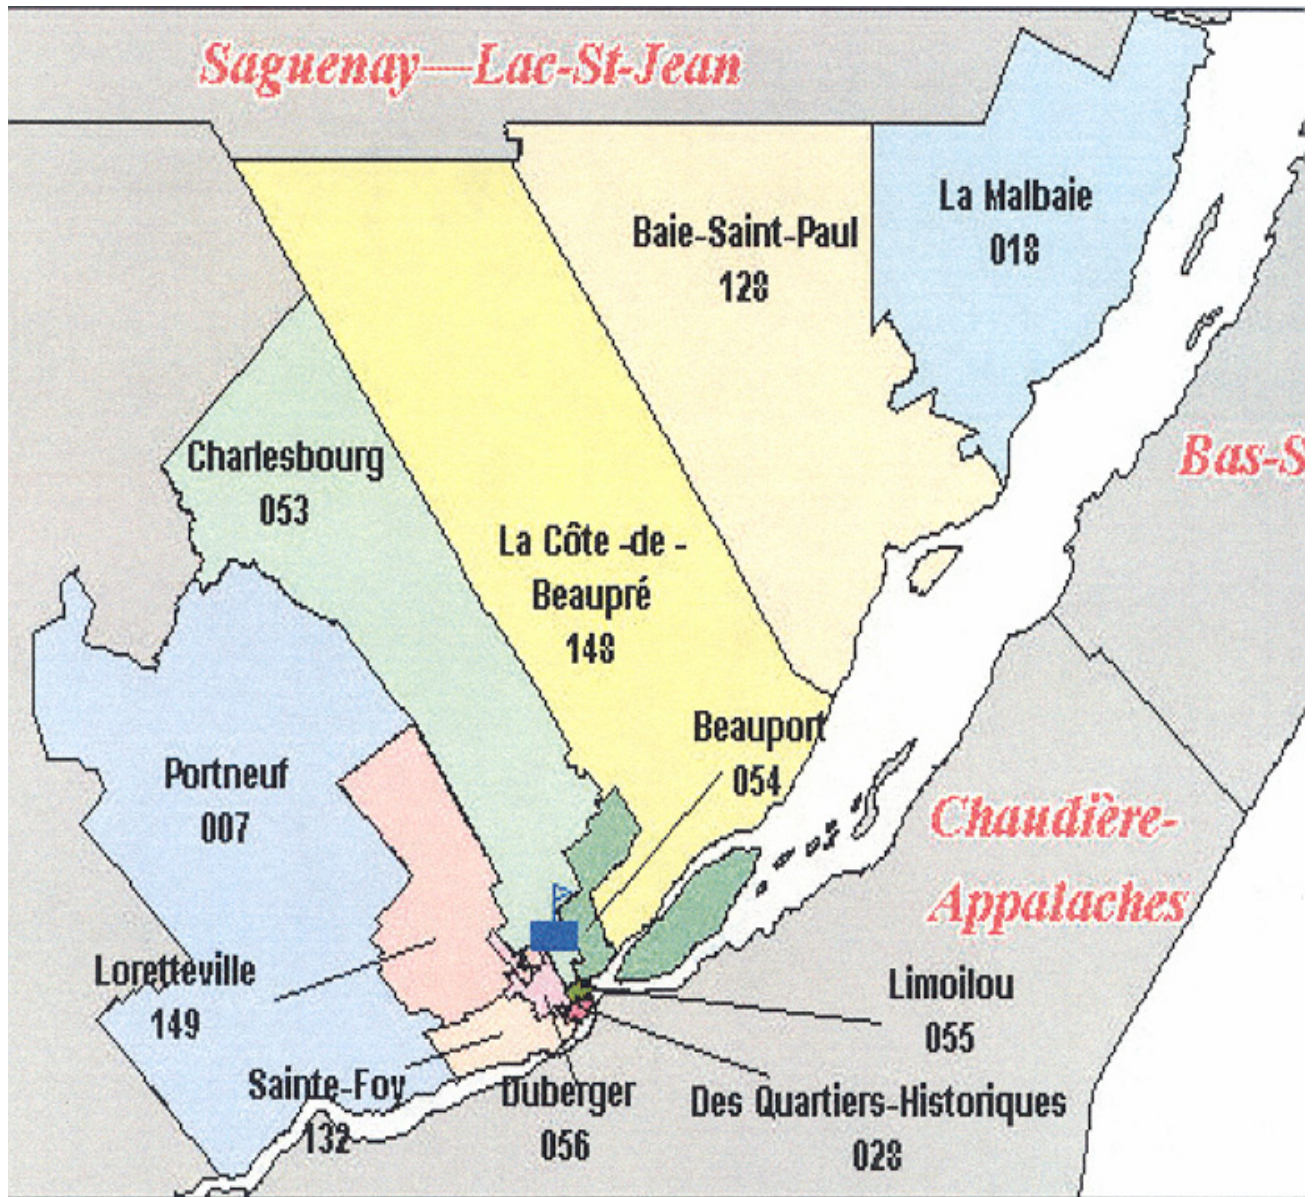 Saguenay—Lac-St-Jean
La Malbaie
018
Baie-Saint-Paul
128
Bas-S
Charlesbourg
053
La Côte -de -
Beaupré
148
Beauport
054
Portneuf
007
Chaudière-
Appalaches
Loretteville
149
Limoilou
055
Sainte-Foy
132
Duberger
056
Des Quartiers-Historiques
028